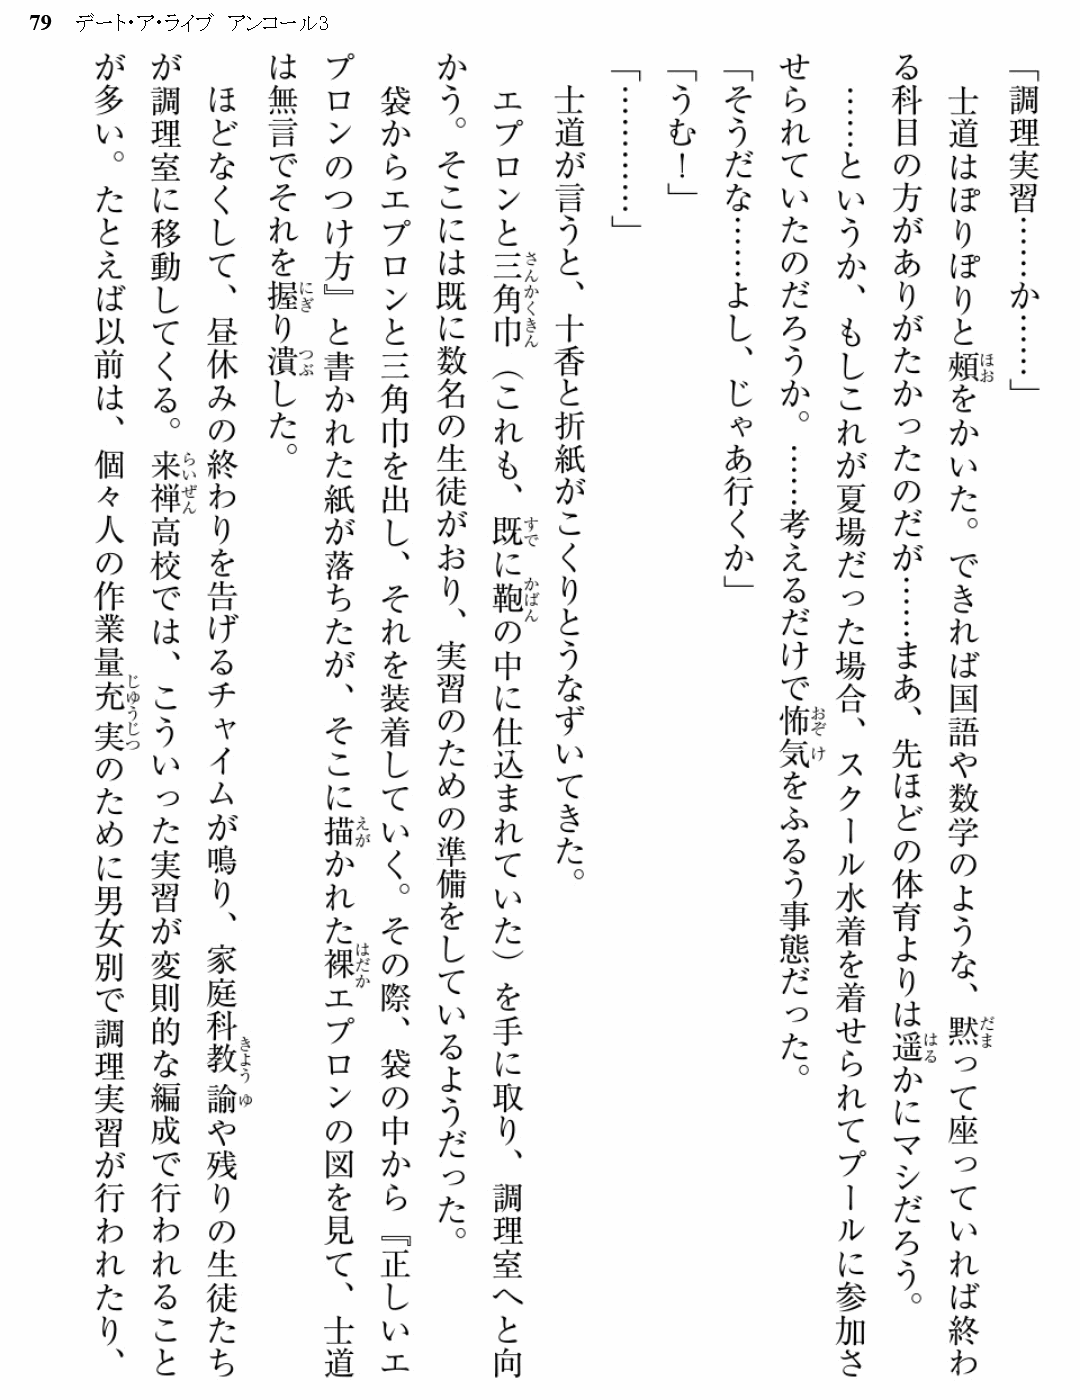 79 デート・ア・ライブ アンコール3
「調理実習……か……」
士道はぽりぽりと頰をかいた。できれば国語や数学のような、黙って座っていれば終わ
る科目の方がありがたかったのだが……まあ、先ほどの体育よりは遥かにマシだろう。
……というか、もしこれが夏場だった場合、スクール水着を着せられてプールに参加さ
せられていたのだろうか。……考えるだけで怖気をふるう事態だった。
「そうだな……よし、じゃあ行くか」
「うむ！」
「…………」
士道が言うと、十香と折紙がこくりとうなずいてきた。
エプロンと三角巾（これも、既に鞄の中に仕込まれていた）を手に取り、調理室へと向
かう。そこには既に数名の生徒がおり、実習のための準備をしているようだった。
袋からエプロンと三角巾を出し、それを装着していく。その際、袋の中から『正しいエ
プロンのつけ方』と書かれた紙が落ちたが、そこに描かれた裸エプロンの図を見て、士道
は無言でそれを握り潰した。
ほどなくして、昼休みの終わりを告げるチャイムが鳴り、家庭科教諭や残りの生徒たち
が調理室に移動してくる。来禅高校では、こういった実習が変則的な編成で行われること
が多い。たとえば以前は、個々人の作業量充実のために男女別で調理実習が行われたり、